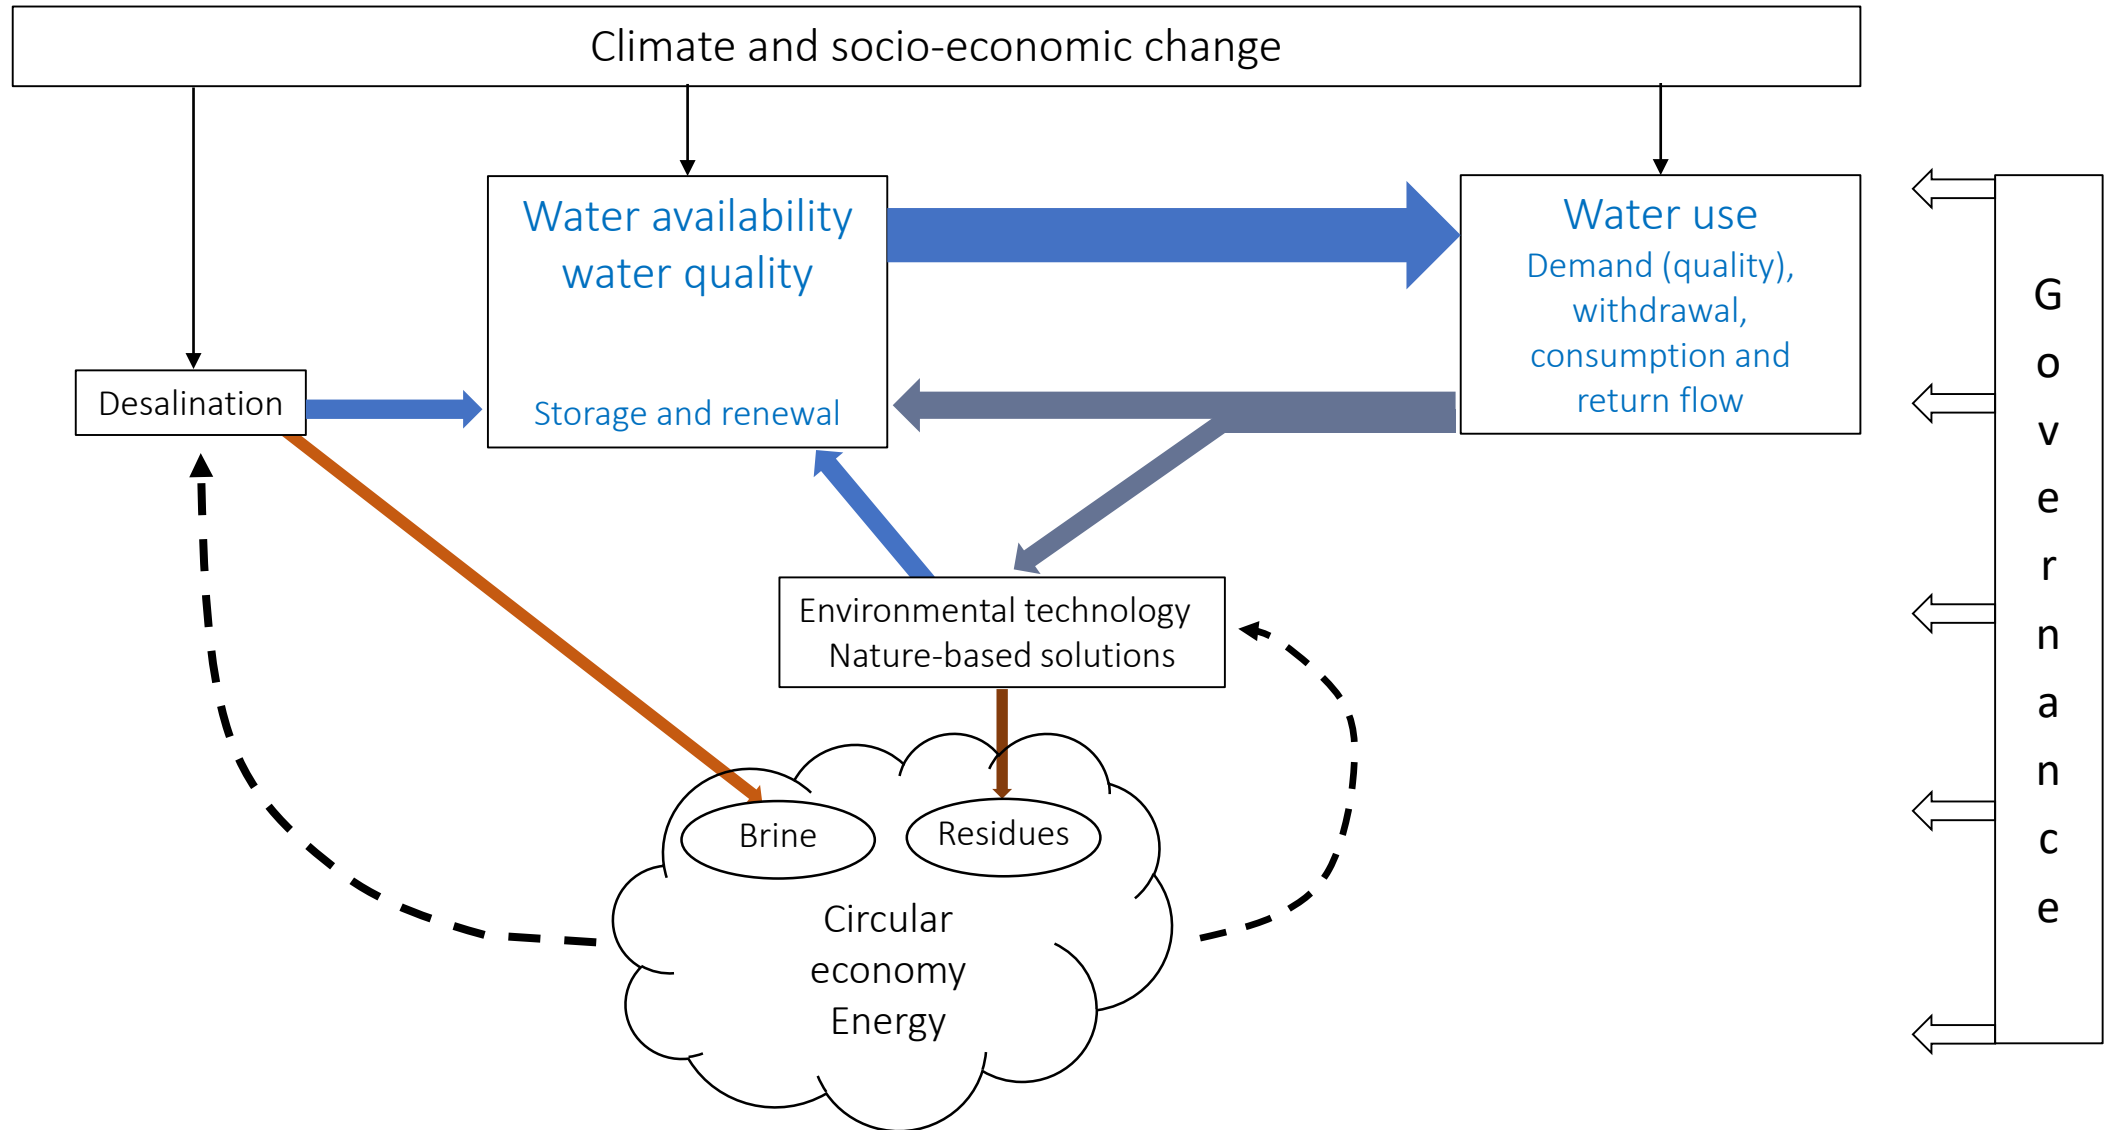 Climate and socio-economic change
Water availability
water quality
Storage and renewal
Water use
Demand (quality),
withdrawal,
consumption and
return flow
Desalination
Environmental technology
Nature-based solutions
Brine
Residues
Circular
economy
Energy
G
o
v
e
r
n
a
n
c
e